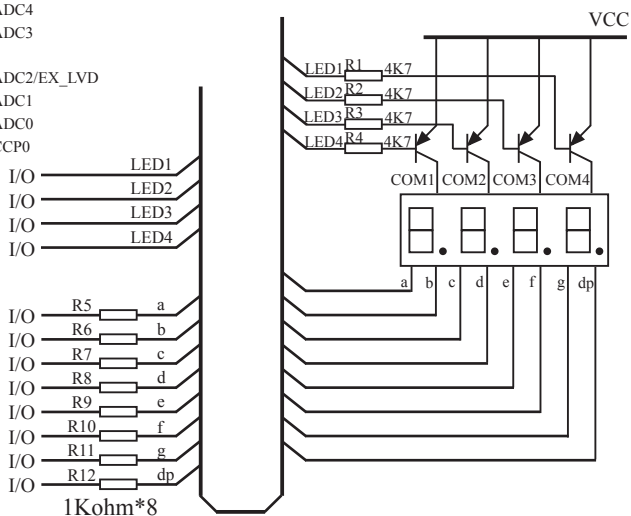 ADC4
ADC3
ADC2/EX_LVD
ADC1
ADC0
CCP0
I/O LED1
I/O LED2
I/O LED3
I/O LED4
I/O R5 a
I/O R6 b
I/O R7 c
I/O R8 d
I/O R9 e
I/O R10 f
I/O R11 g
I/O R12 dp
1Kohm*8
VCC
LED1 R1 4K7
LED2 R2 4K7
LED3 R3 4K7
LED4 R4 4K7
COM1 COM2 COM3 COM4
a b c d e f g dp